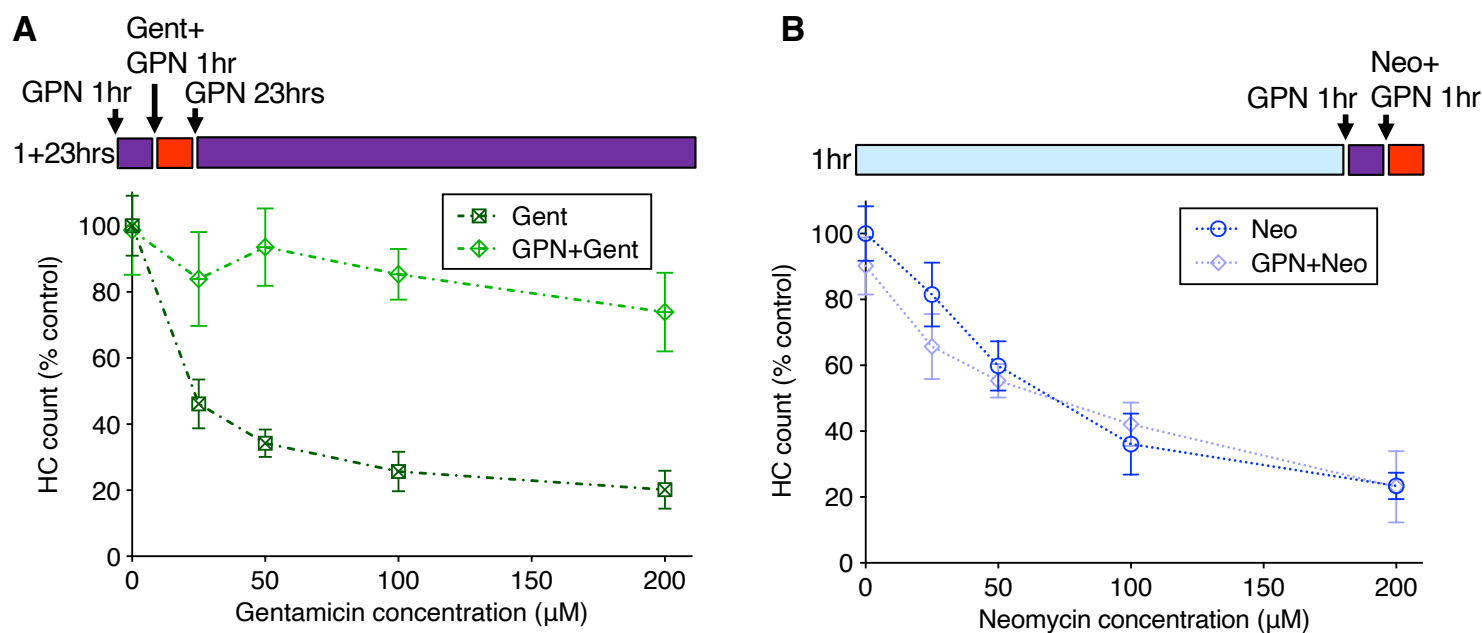 A
Gent+
GPN 1hr
GPN 1hr
GPN 23hrs
1+23hrs
Gent
GPN+Gent
HC count (% control)
100
80
60
40
20
0
0 50 100 150 200
Gentamicin concentration (µM)
B
Neo+
GPN 1hr
GPN 1hr
1hr
Neo
GPN+Neo
HC count (% control)
100
80
60
40
20
0
0 50 100 150 200
Neomycin concentration (µM)